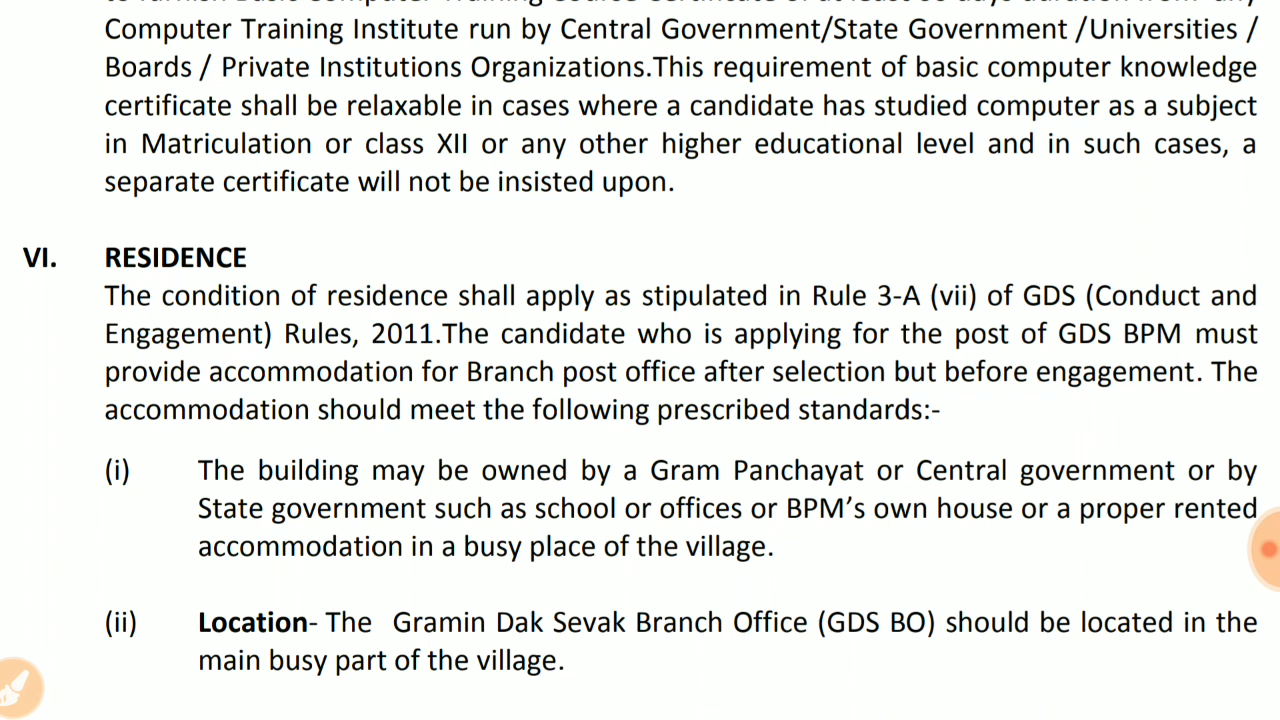 Computer Training Institute run by Central Government/State Government /Universities /
Boards / Private Institutions Organizations.This requirement of basic computer knowledge
certificate shall be relaxable in cases where a candidate has studied computer as a subject
in Matriculation or class XII or any other higher educational level and in such cases, a
separate certificate will not be insisted upon.
VI. RESIDENCE
The condition of residence shall apply as stipulated in Rule 3-A (vii) of GDS (Conduct and
Engagement) Rules, 2011.The candidate who is applying for the post of GDS BPM must
provide accommodation for Branch post office after selection but before engagement. The
accommodation should meet the following prescribed standards:-
(i) The building may be owned by a Gram Panchayat or Central government or by
State government such as school or offices or BPM’s own house or a proper rented
accommodation in a busy place of the village.
(ii) Location- The Gramin Dak Sevak Branch Office (GDS BO) should be located in the
main busy part of the village.